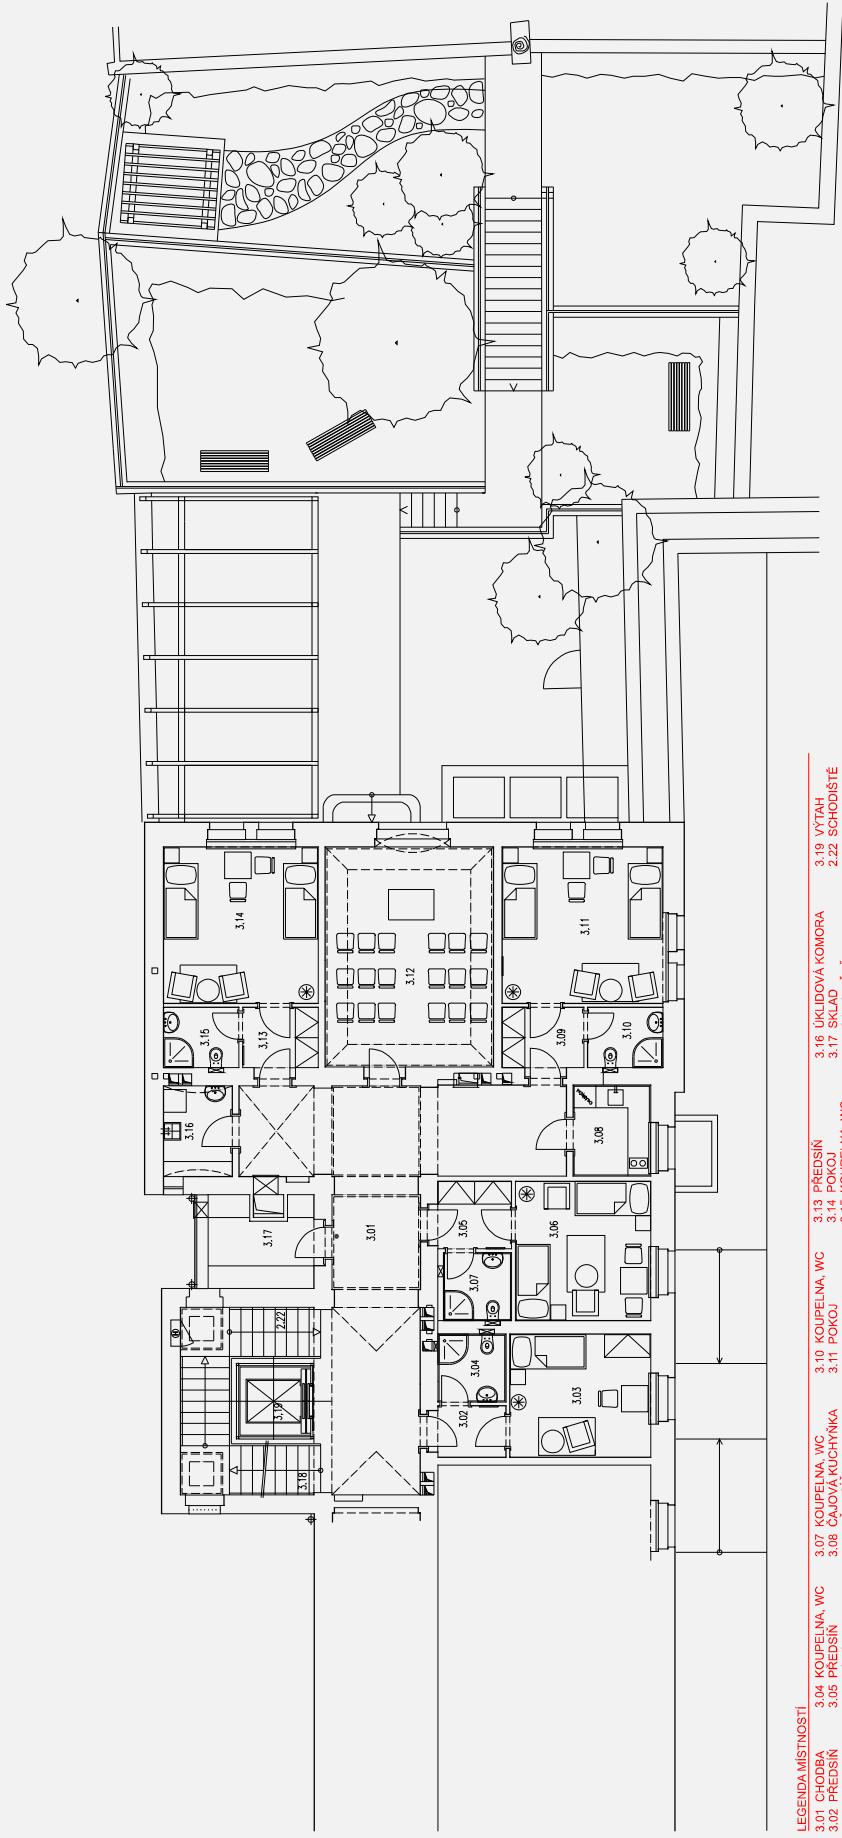 3.14
3.15
3.13
3.16
3.12
3.11
3.09
3.10
3.08
3.17
3.01
3.05
3.06
3.07
2.22
3.19
3.18
3.04
3.02
3.03
LEGENDA MÍSTNOSTÍ
3.01 CHODBA
3.02 PŘEDSÍŇ
3.04 KOUPELNA, WC
3.05 PŘEDSÍŇ
3.07 KOUPELNA, WC
3.08 ČAJOVÁ KUCHYŇKA
3.10 KOUPELNA, WC
3.11 POKOJ
3.13 PŘEDSÍŇ
3.14 POKOJ
3.16 ÚKLIDOVÁ KOMORA
3.17 SKLAD
3.19 VÝTAH
2.22 SCHODIŠTĚ